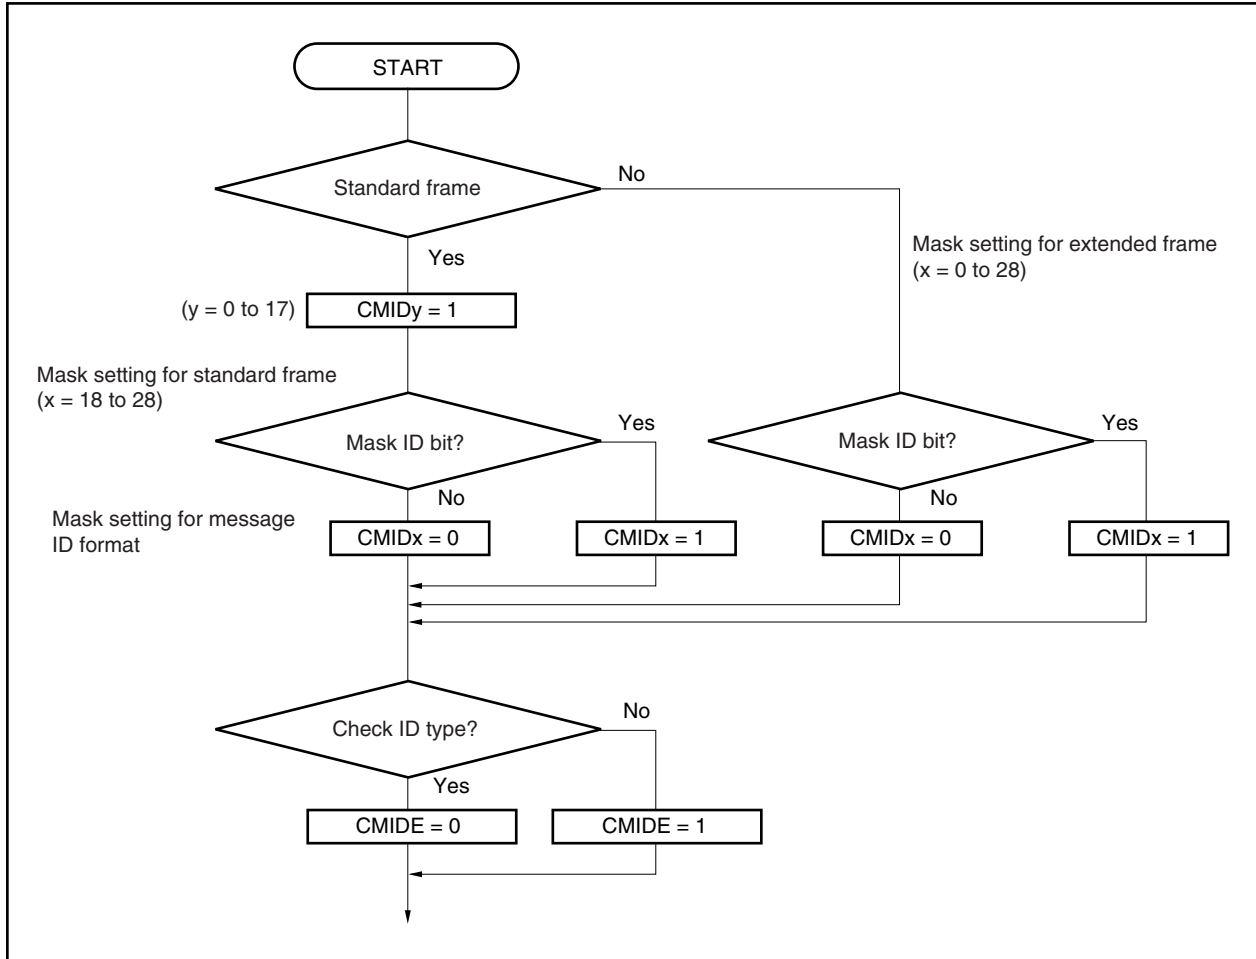 START
Standard frame
No
Yes
Mask setting for extended frame
(x = 0 to 28)
(y = 0 to 17)
CMIDy = 1
Mask setting for standard frame
(x = 18 to 28)
Mask ID bit?
Yes
Mask ID bit?
Yes
No
No
Mask setting for message
ID format
CMIDx = 0
CMIDx = 1
CMIDx = 0
CMIDx = 1
Check ID type?
No
Yes
CMIDE = 0
CMIDE = 1